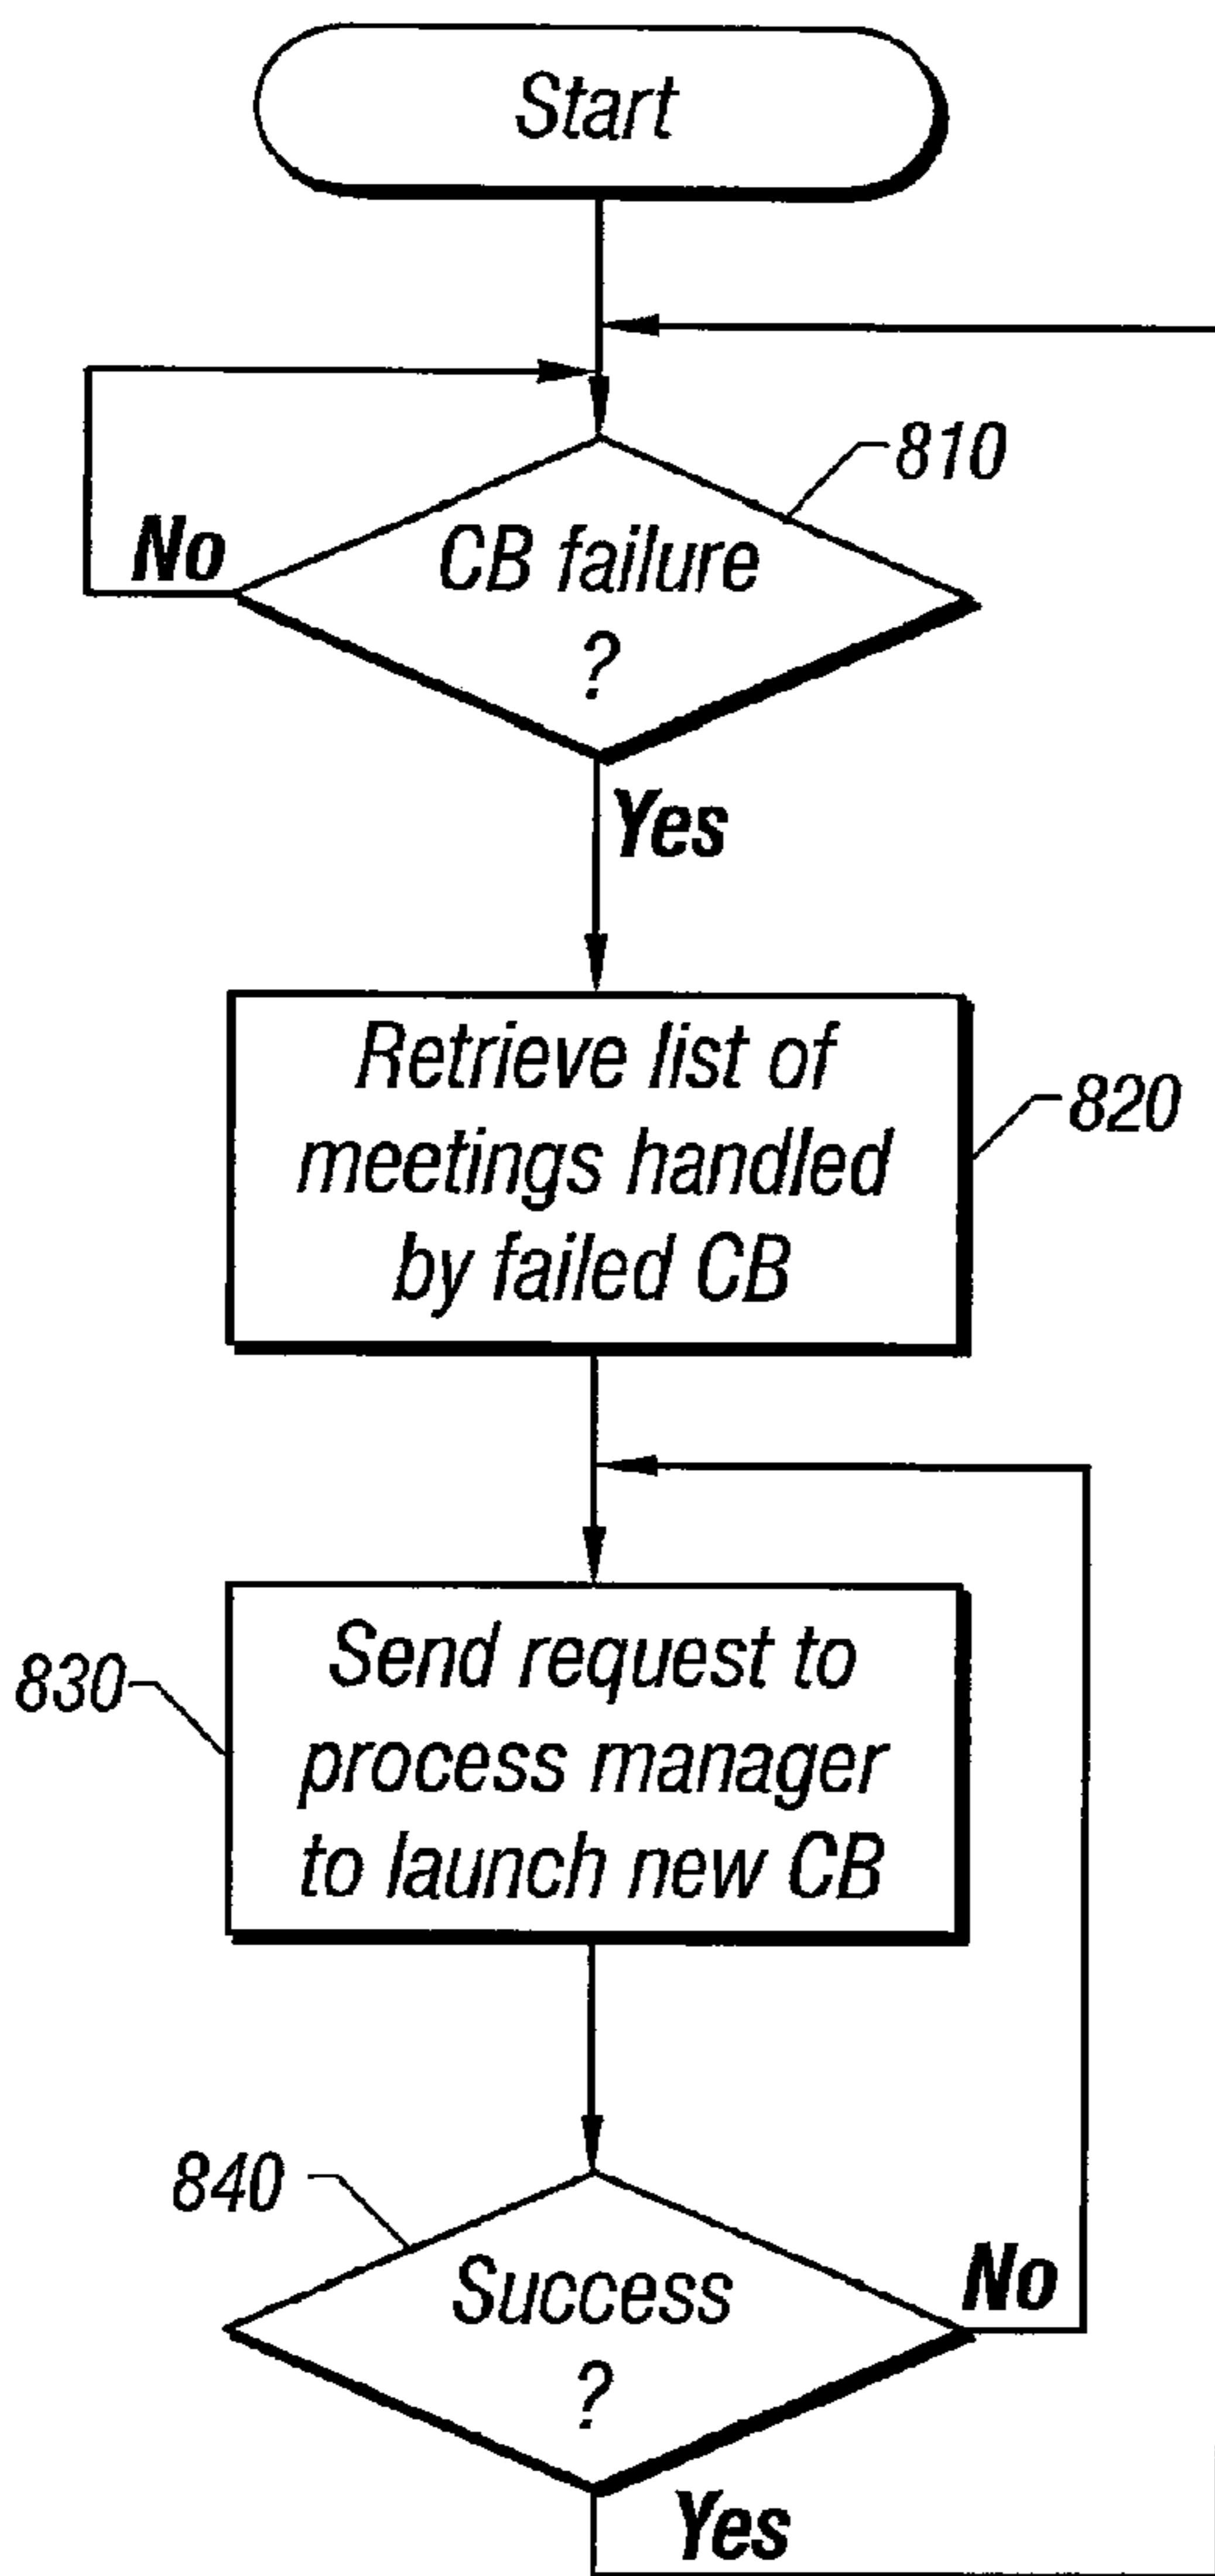 Start
810
CB failure
?
No
Yes
Retrieve list of
meetings handled
by failed CB
820
Send request to
process manager
to launch new CB
830
840
Success
?
No
Yes